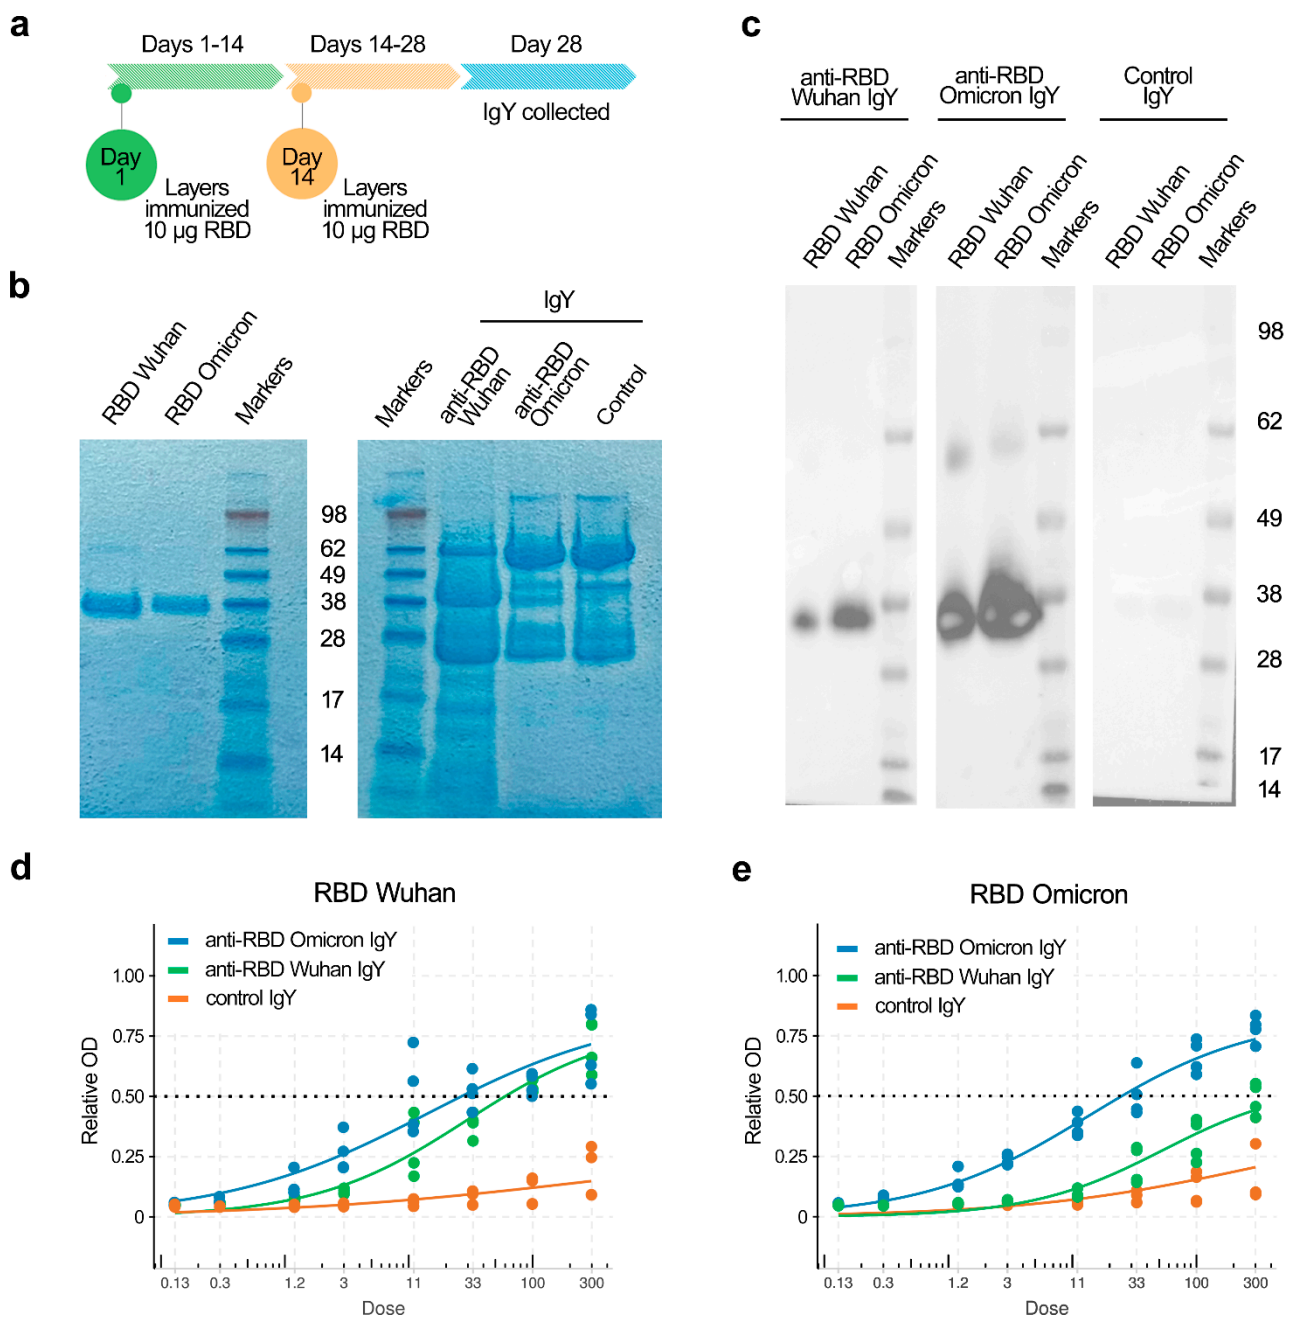 a
Days 1-14
Days 14-28
Day 28
IgY collected
Day
1
Layers
immunized
10 µg RBD
Day
14
Layers
immunized
10 µg RBD
b
IgY
RBD Wuhan
RBD Omicron
Markers
Markers
anti-RBD
Wuhan
anti-RBD
Omicron
Control
98
62
49
38
28
17
14
c
anti-RBD
Wuhan IgY
anti-RBD
Omicron IgY
Control
IgY
RBD Wuhan
RBD Omicron
Markers
RBD Wuhan
RBD Omicron
Markers
RBD Wuhan
RBD Omicron
Markers
98
62
49
38
28
17
14
d
RBD Wuhan
anti-RBD Omicron IgY
anti-RBD Wuhan IgY
control IgY
Relative OD
1.00
0.75
0.50
0.25
0
0.13 0.3 1.2 3 11 33 100 300
Dose
e
RBD Omicron
anti-RBD Omicron IgY
anti-RBD Wuhan IgY
control IgY
Relative OD
1.00
0.75
0.50
0.25
0
0.13 0.3 1.2 3 11 33 100 300
Dose